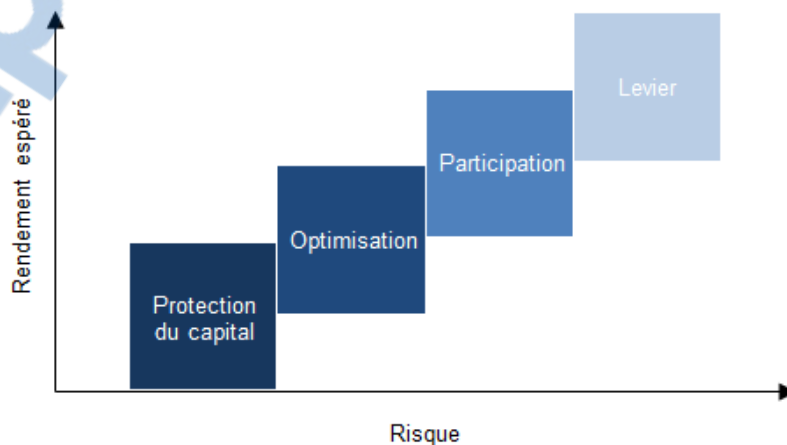 Levier
Participation
Optimisation
Protection
du capital
Rendement espéré
Risque